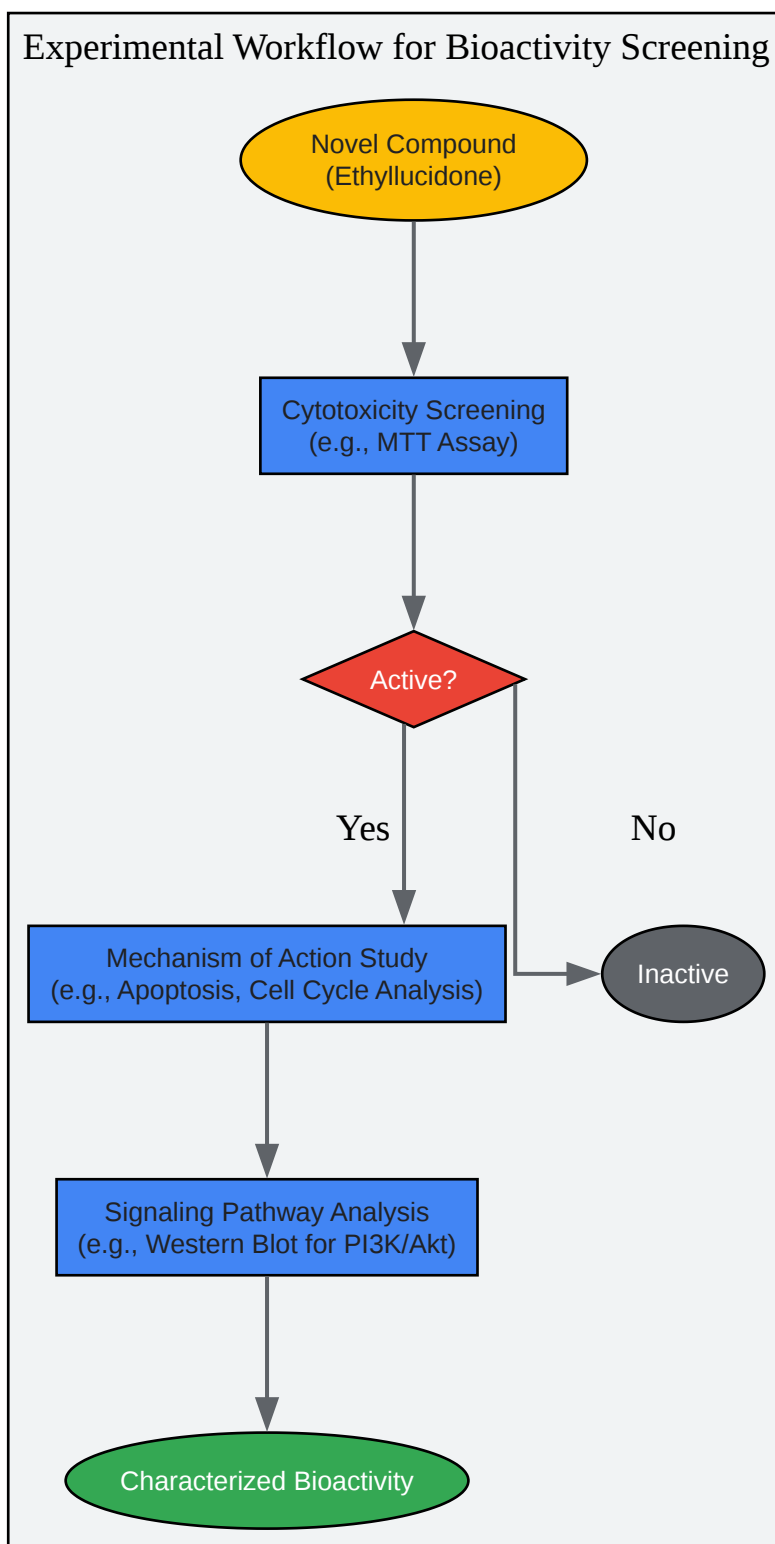 Experimental Workflow for Bioactivity Screening
Novel Compound
(Ethyllucidone)
Cytotoxicity Screening
(e.g., MTT Assay)
Active?
Yes
No
Mechanism of Action Study
(e.g., Apoptosis, Cell Cycle Analysis)
Inactive
Signaling Pathway Analysis
(e.g., Western Blot for PI3K/Akt)
Characterized Bioactivity